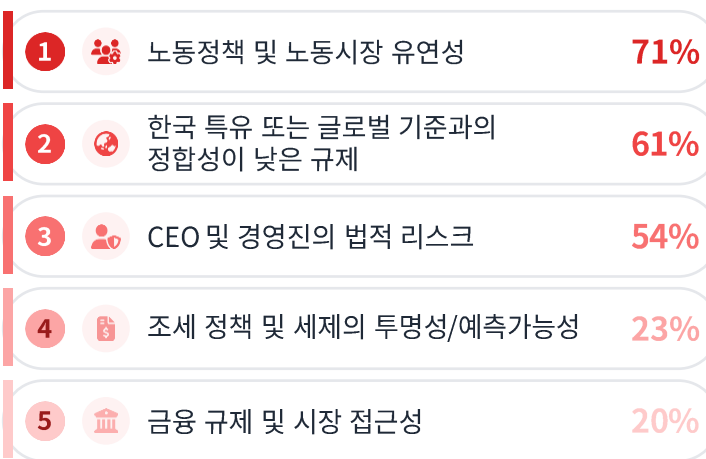 1 노동정책 및 노동시장 유연성 71%
2 한국 특유 또는 글로벌 기준과의
정합성이 낮은 규제 61%
3 CEO 및 경영진의 법적 리스크 54%
$
4 조세 정책 및 세제의 투명성/예측가능성 23%
5 금융 규제 및 시장 접근성 20%